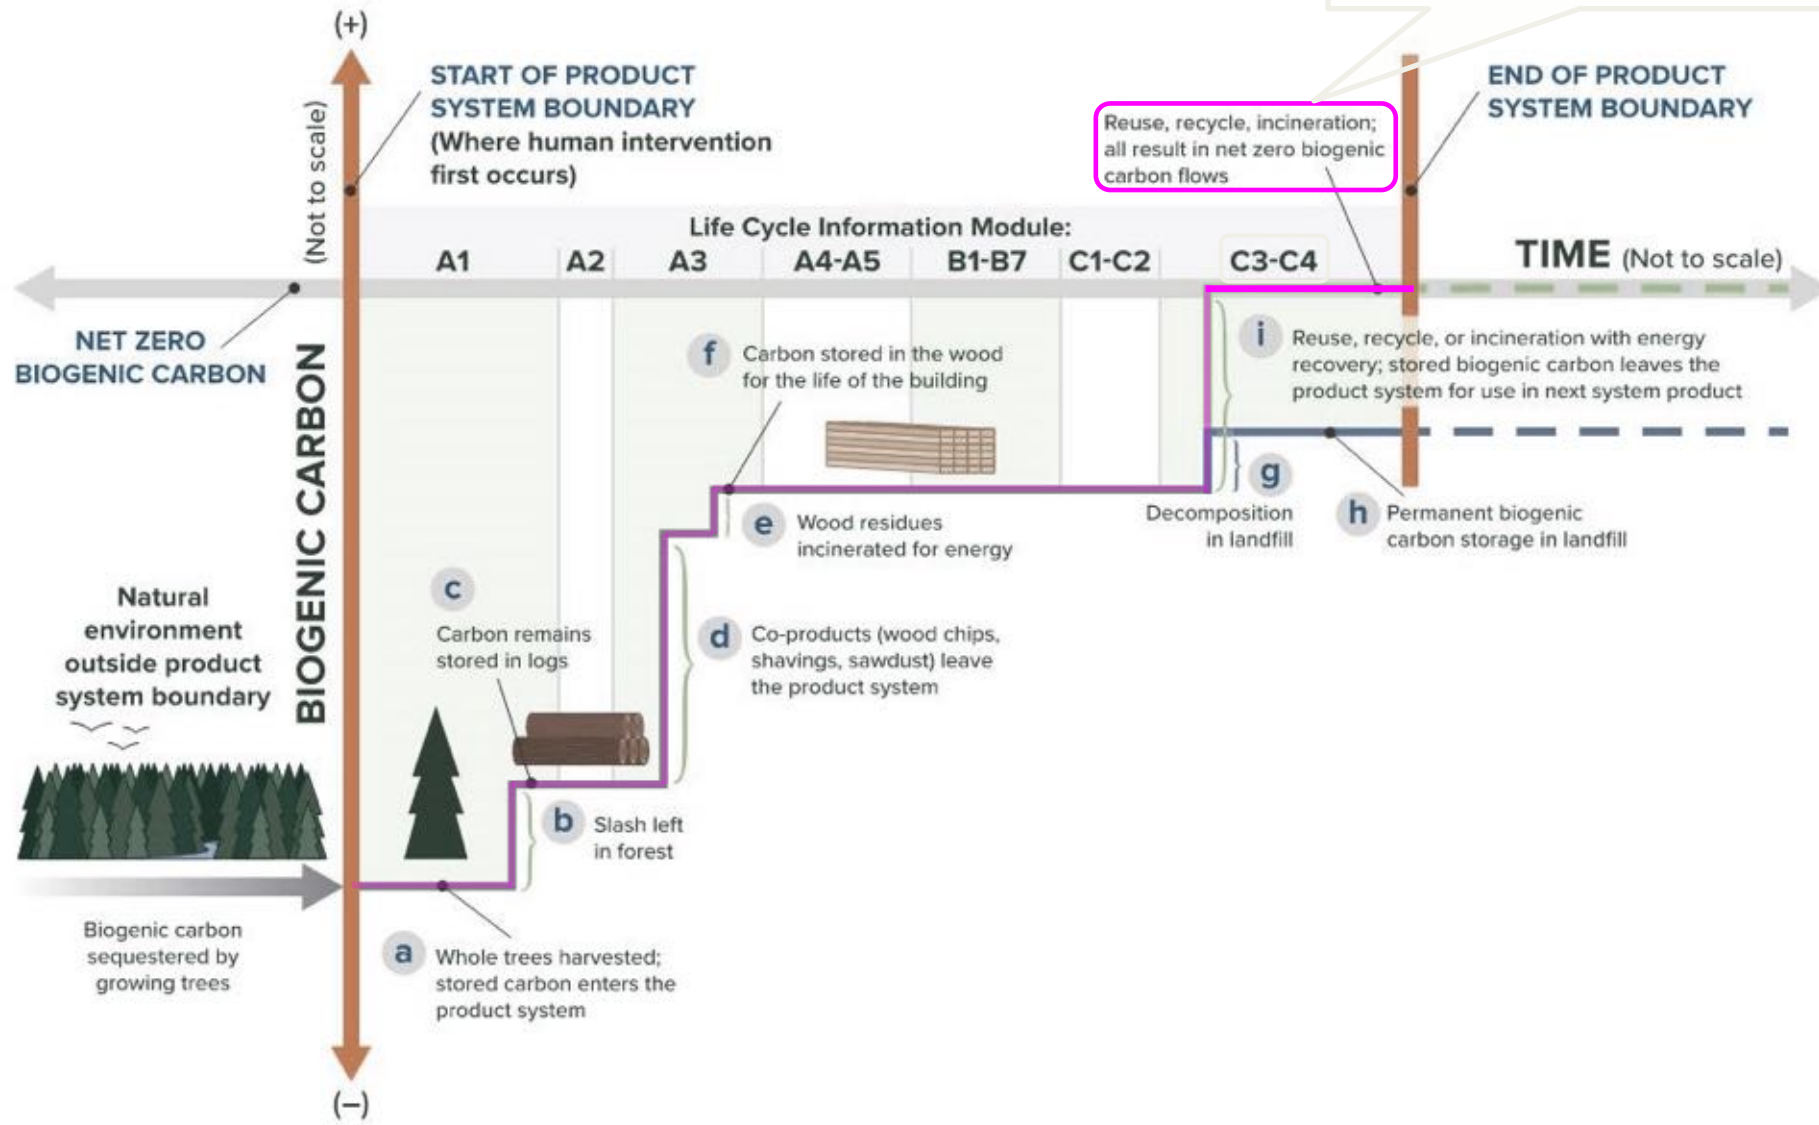 (+)
(Not to scale)
START OF PRODUCT
SYSTEM BOUNDARY
(Where human intervention
first occurs)
Reuse, recycle, incineration;
all result in net zero biogenic
carbon flows
END OF PRODUCT
SYSTEM BOUNDARY
Life Cycle Information Module:
A1 A2 A3 A4-A5 B1-B7 C1-C2 C3-C4
TIME (Not to scale)
NET ZERO
BIOGENIC CARBON
BIOGENIC CARBON
f Carbon stored in the wood
for the life of the building
i Reuse, recycle, or incineration with energy
recovery; stored biogenic carbon leaves the
product system for use in next system product
g
Decomposition
in landfill
h Permanent biogenic
carbon storage in landfill
e Wood residues
incinerated for energy
c
Carbon remains
stored in logs
d Co-products (wood chips,
shavings, sawdust) leave
the product system
Natural
environment
outside product
system boundary
b Slash left
in forest
Biogenic carbon
sequestered by
growing trees
a Whole trees harvested;
stored carbon enters the
product system
(−)